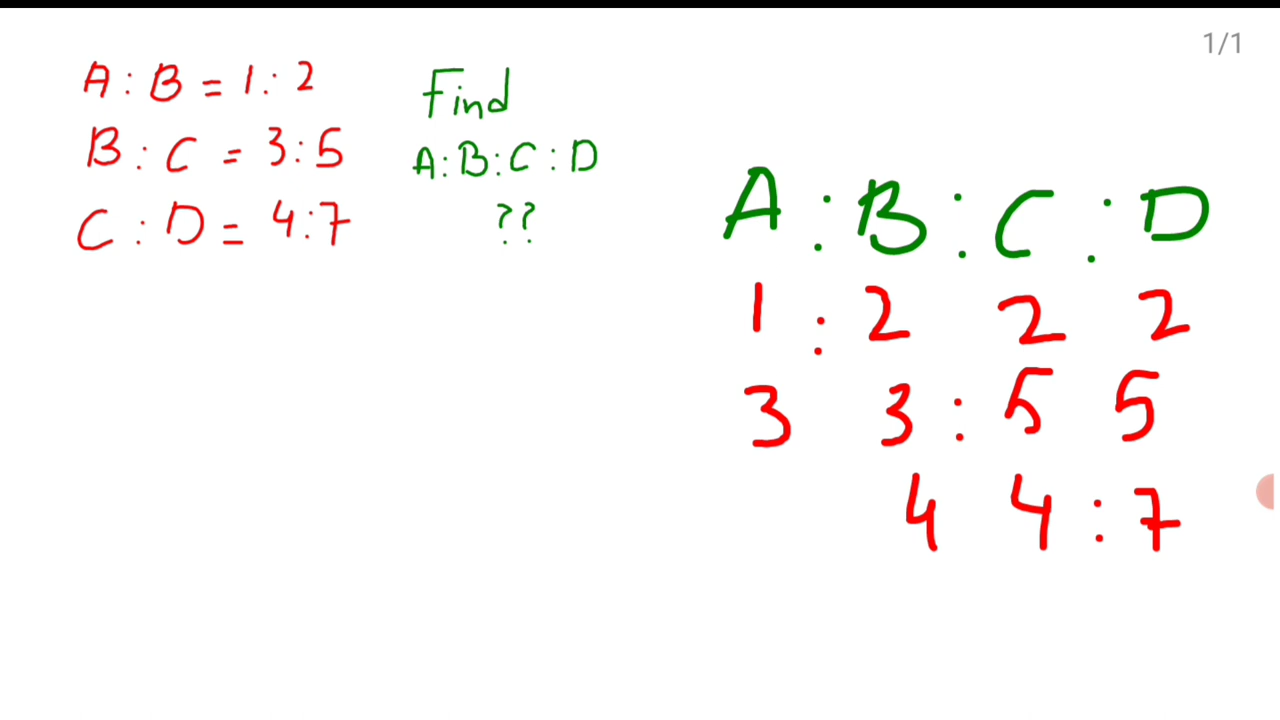 1/1
A : B = 1 : 2
B : C = 3 : 5
C : D = 4 : 7
Find
A : B : C : D
??
A : B : C : D
1 : 2 2 2
3 3 : 5 5
4 4 : 7